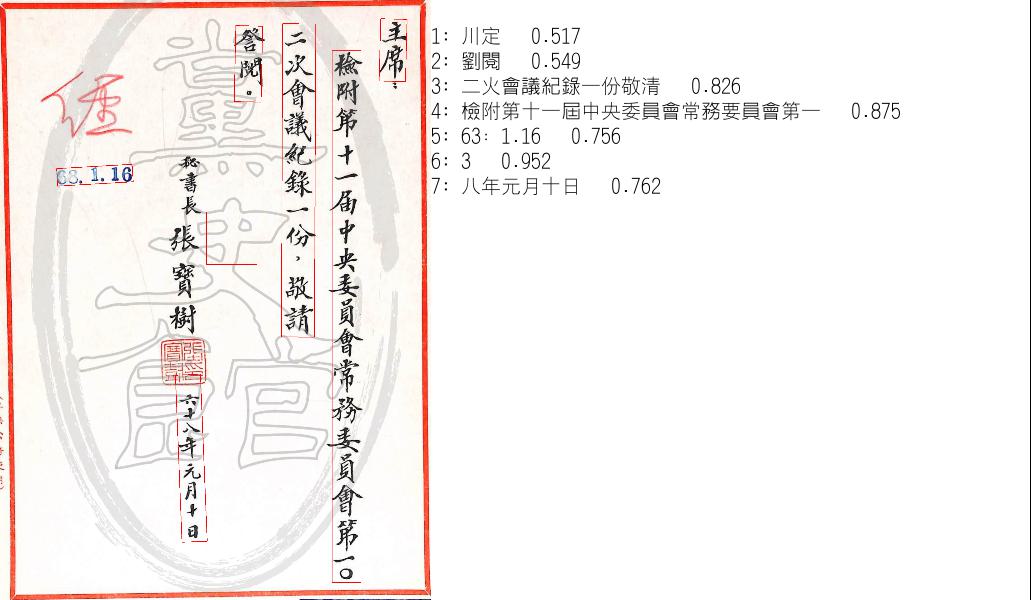 主席：
檢附第十一屆中央委員會常務委員會第一〇
二次會議紀錄一份，敬請
詧閱。
秘書長 張寶樹
六十八年元月十日
68.1.16
黨史館
1: 川定 0.517
2: 劉閱 0.549
3: 二火會議紀錄一份敬清 0.826
4: 檢附第十一屆中央委員會常務要員會第一 0.875
5: 63: 1.16 0.756
6: 3 0.952
7: 八年元月十日 0.762